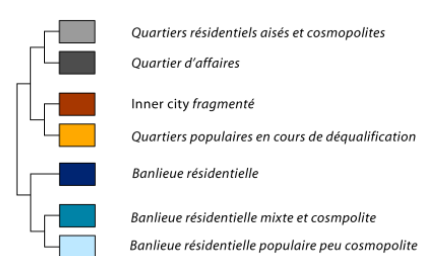 Quartiers résidentiels aisés et cosmopolites
Quartier d'affaires
Inner city fragmenté
Quartiers populaires en cours de déqualification
Banlieue résidentielle
Banlieue résidentielle mixte et cosmpolite
Banlieue résidentielle populaire peu cosmopolite